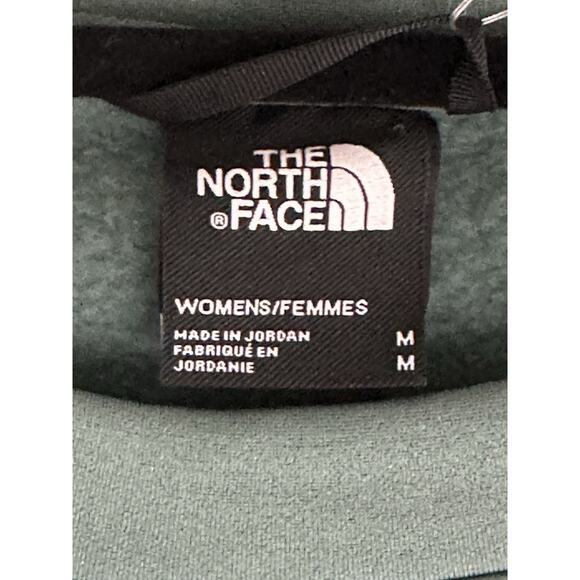 THE
NORTH
® FACE
WOMENS/FEMMES
MADE IN JORDAN M
FABRIQUÉ EN
JORDANIE M